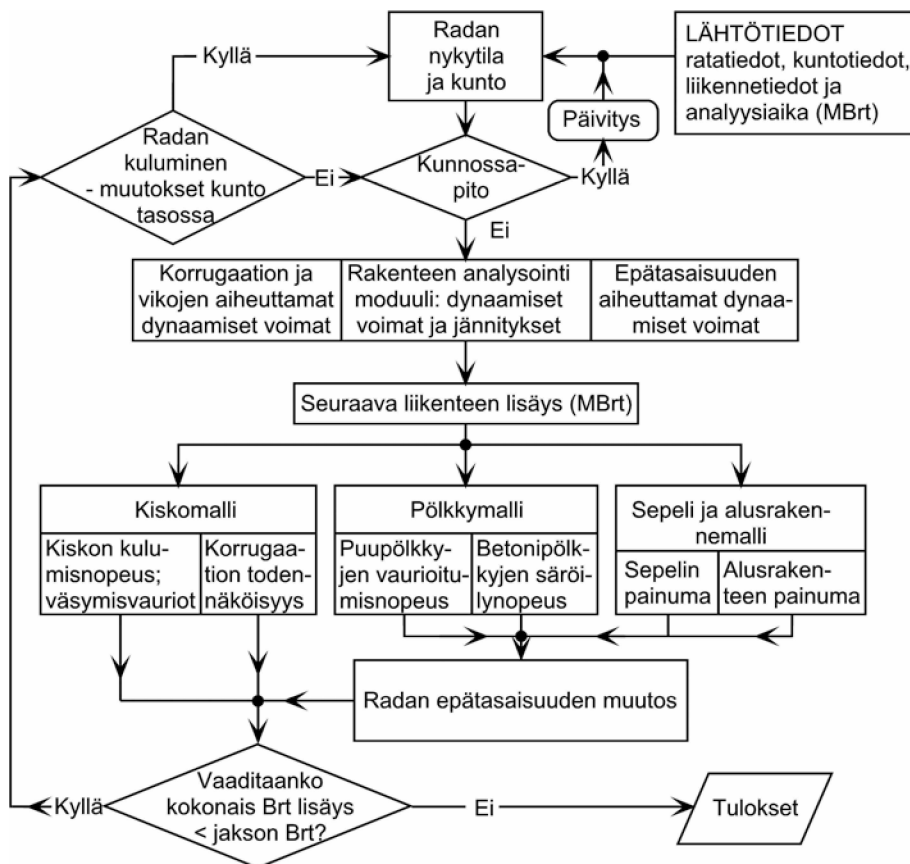 Kyllä
Radan
nykytila
ja kunto
LÄHTÖTIEDOT
ratatiedot, kuntotiedot,
liikennetiedot ja
analyysiaika (MBrt)
Päivitys
Radan
kuluminen
- muutokset kunto
tasossa
Ei
Kunnossa-
pito
Kyllä
Ei
Korrugaation ja
vikojen aiheuttamat
dynaamiset voimat
Rakenteen analysointi
moduuli: dynaamiset
voimat ja jännitykset
Epätasaisuuden
aiheuttamat dynaa-
miset voimat
Seuraava liikenteen lisäys (MBrt)
Kiskomalli
Kiskon kulu-
misnopeus;
väsymisvauriot
Korrugaa-
ation toden-
näköisyys
Pölkkymalli
Puupölkky-
jen vaurioitu-
misnopeus
Betonipölk-
kyjen säröi-
lynopeus
Sepeli ja alusraken-
nemalli
Sepelin
painuma
Alusraken-
teen painuma
Radan epätasaisuuden muutos
Vaaditaanko
kokonais Brt lisäys
< jakson Brt?
Kyllä
Ei
Tulokset